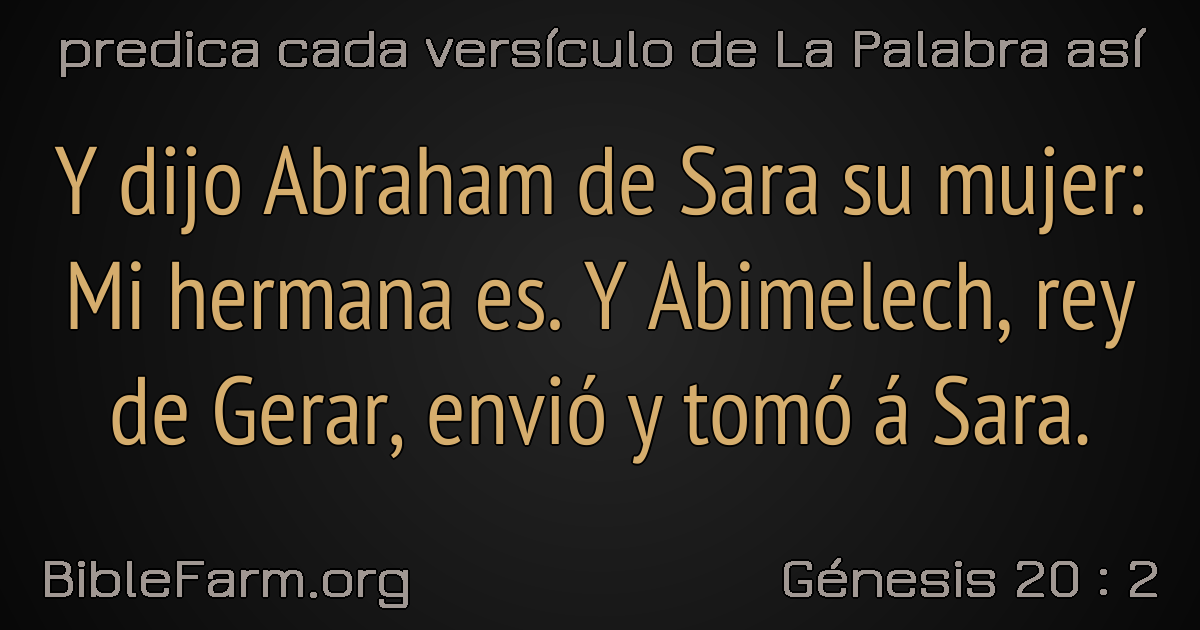 predica cada versículo de La Palabra así
Y dijo Abraham de Sara su mujer:
Mi hermana es. Y Abimelech, rey
de Gerar, envió y tomó á Sara.
BibleFarm.org
Génesis 20 : 2